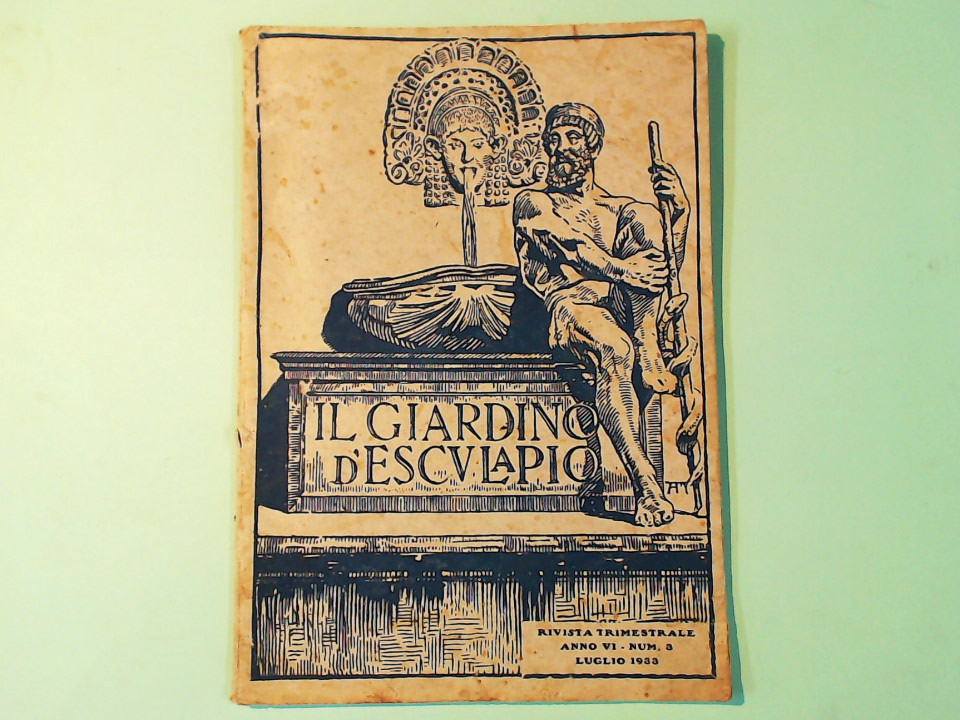 IL GIARDINO
D'ESCVLAPIO
RIVISTA TRIMESTRALE
ANNO VI - NUM. 3
LUGLIO 1933